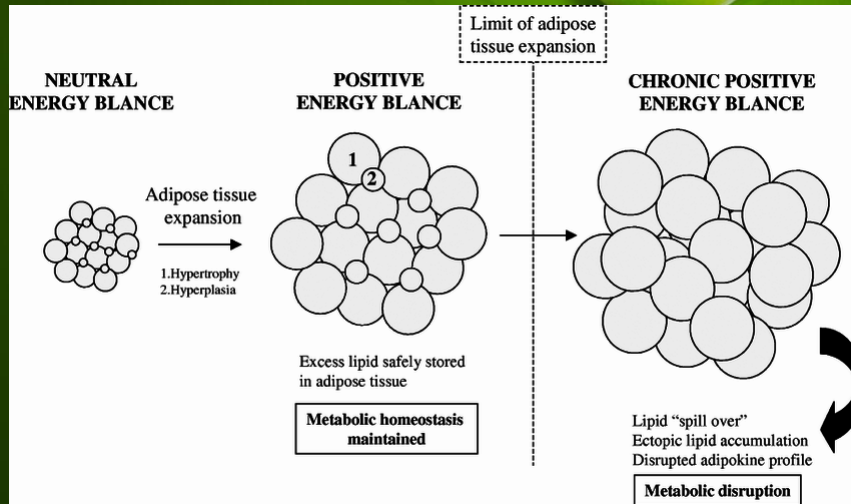 Limit of adipose
tissue expansion
NEUTRAL
ENERGY BLANCE
POSITIVE
ENERGY BLANCE
CHRONIC POSITIVE
ENERGY BLANCE
1
2
Adipose tissue
expansion
1.Hypertrophy
2.Hyperplasia
Excess lipid safely stored
in adipose tissue
Metabolic homeostasis
maintained
Lipid “spill over”
Ectopic lipid accumulation
Disrupted adipokine profile
Metabolic disruption